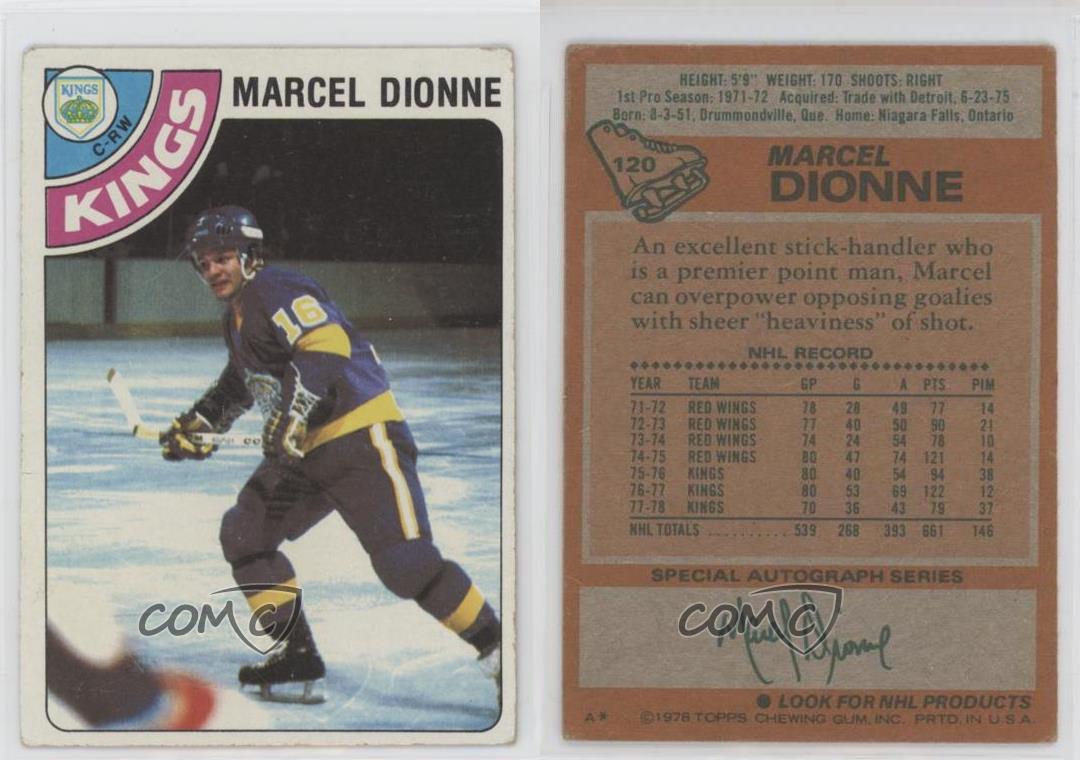 KINGS
C-RW
KINGS
MARCEL DIONNE
16
COMC
HEIGHT: 5'9" WEIGHT: 170 SHOOTS: RIGHT
1st Pro Season: 1971-72 Acquired: Trade with Detroit, 6-23-75
Born: 8-3-51, Drummondville, Que. Home: Niagara Falls, Ontario
120
MARCEL
DIONNE
An excellent stick-handler who
is a premier point man, Marcel
can overpower opposing goalies
with sheer "heaviness" of shot.
NHL RECORD
YEAR TEAM GP G A PTS PIM
71-72 RED WINGS 78 28 49 77 14
72-73 RED WINGS 77 40 50 90 21
73-74 RED WINGS 74 24 54 78 10
74-75 RED WINGS 80 47 74 121 14
75-76 KINGS 80 40 54 94 38
76-77 KINGS 80 53 69 122 12
77-78 KINGS 70 36 43 79 37
NHL TOTALS .......... 539 268 393 661 146
SPECIAL AUTOGRAPH SERIES
Marcel Dionne
COMC
LOOK FOR NHL PRODUCTS
A* ©1978 TOPPS CHEWING GUM, INC. PRTD. IN U.S.A.